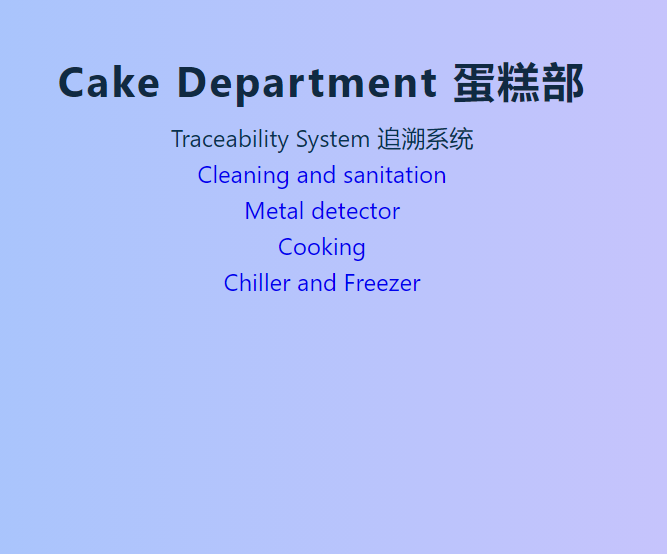 Cake Department 蛋糕部
Traceability System 追溯系统
Cleaning and sanitation
Metal detector
Cooking
Chiller and Freezer